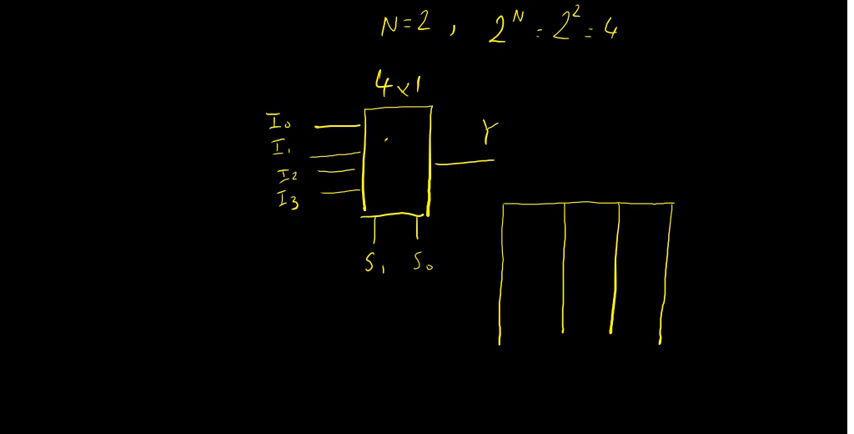 N=2 , 2^N = 2^2 = 4
4x1
I₀
I₁
Y
I₂
I₃
S₁ S₀